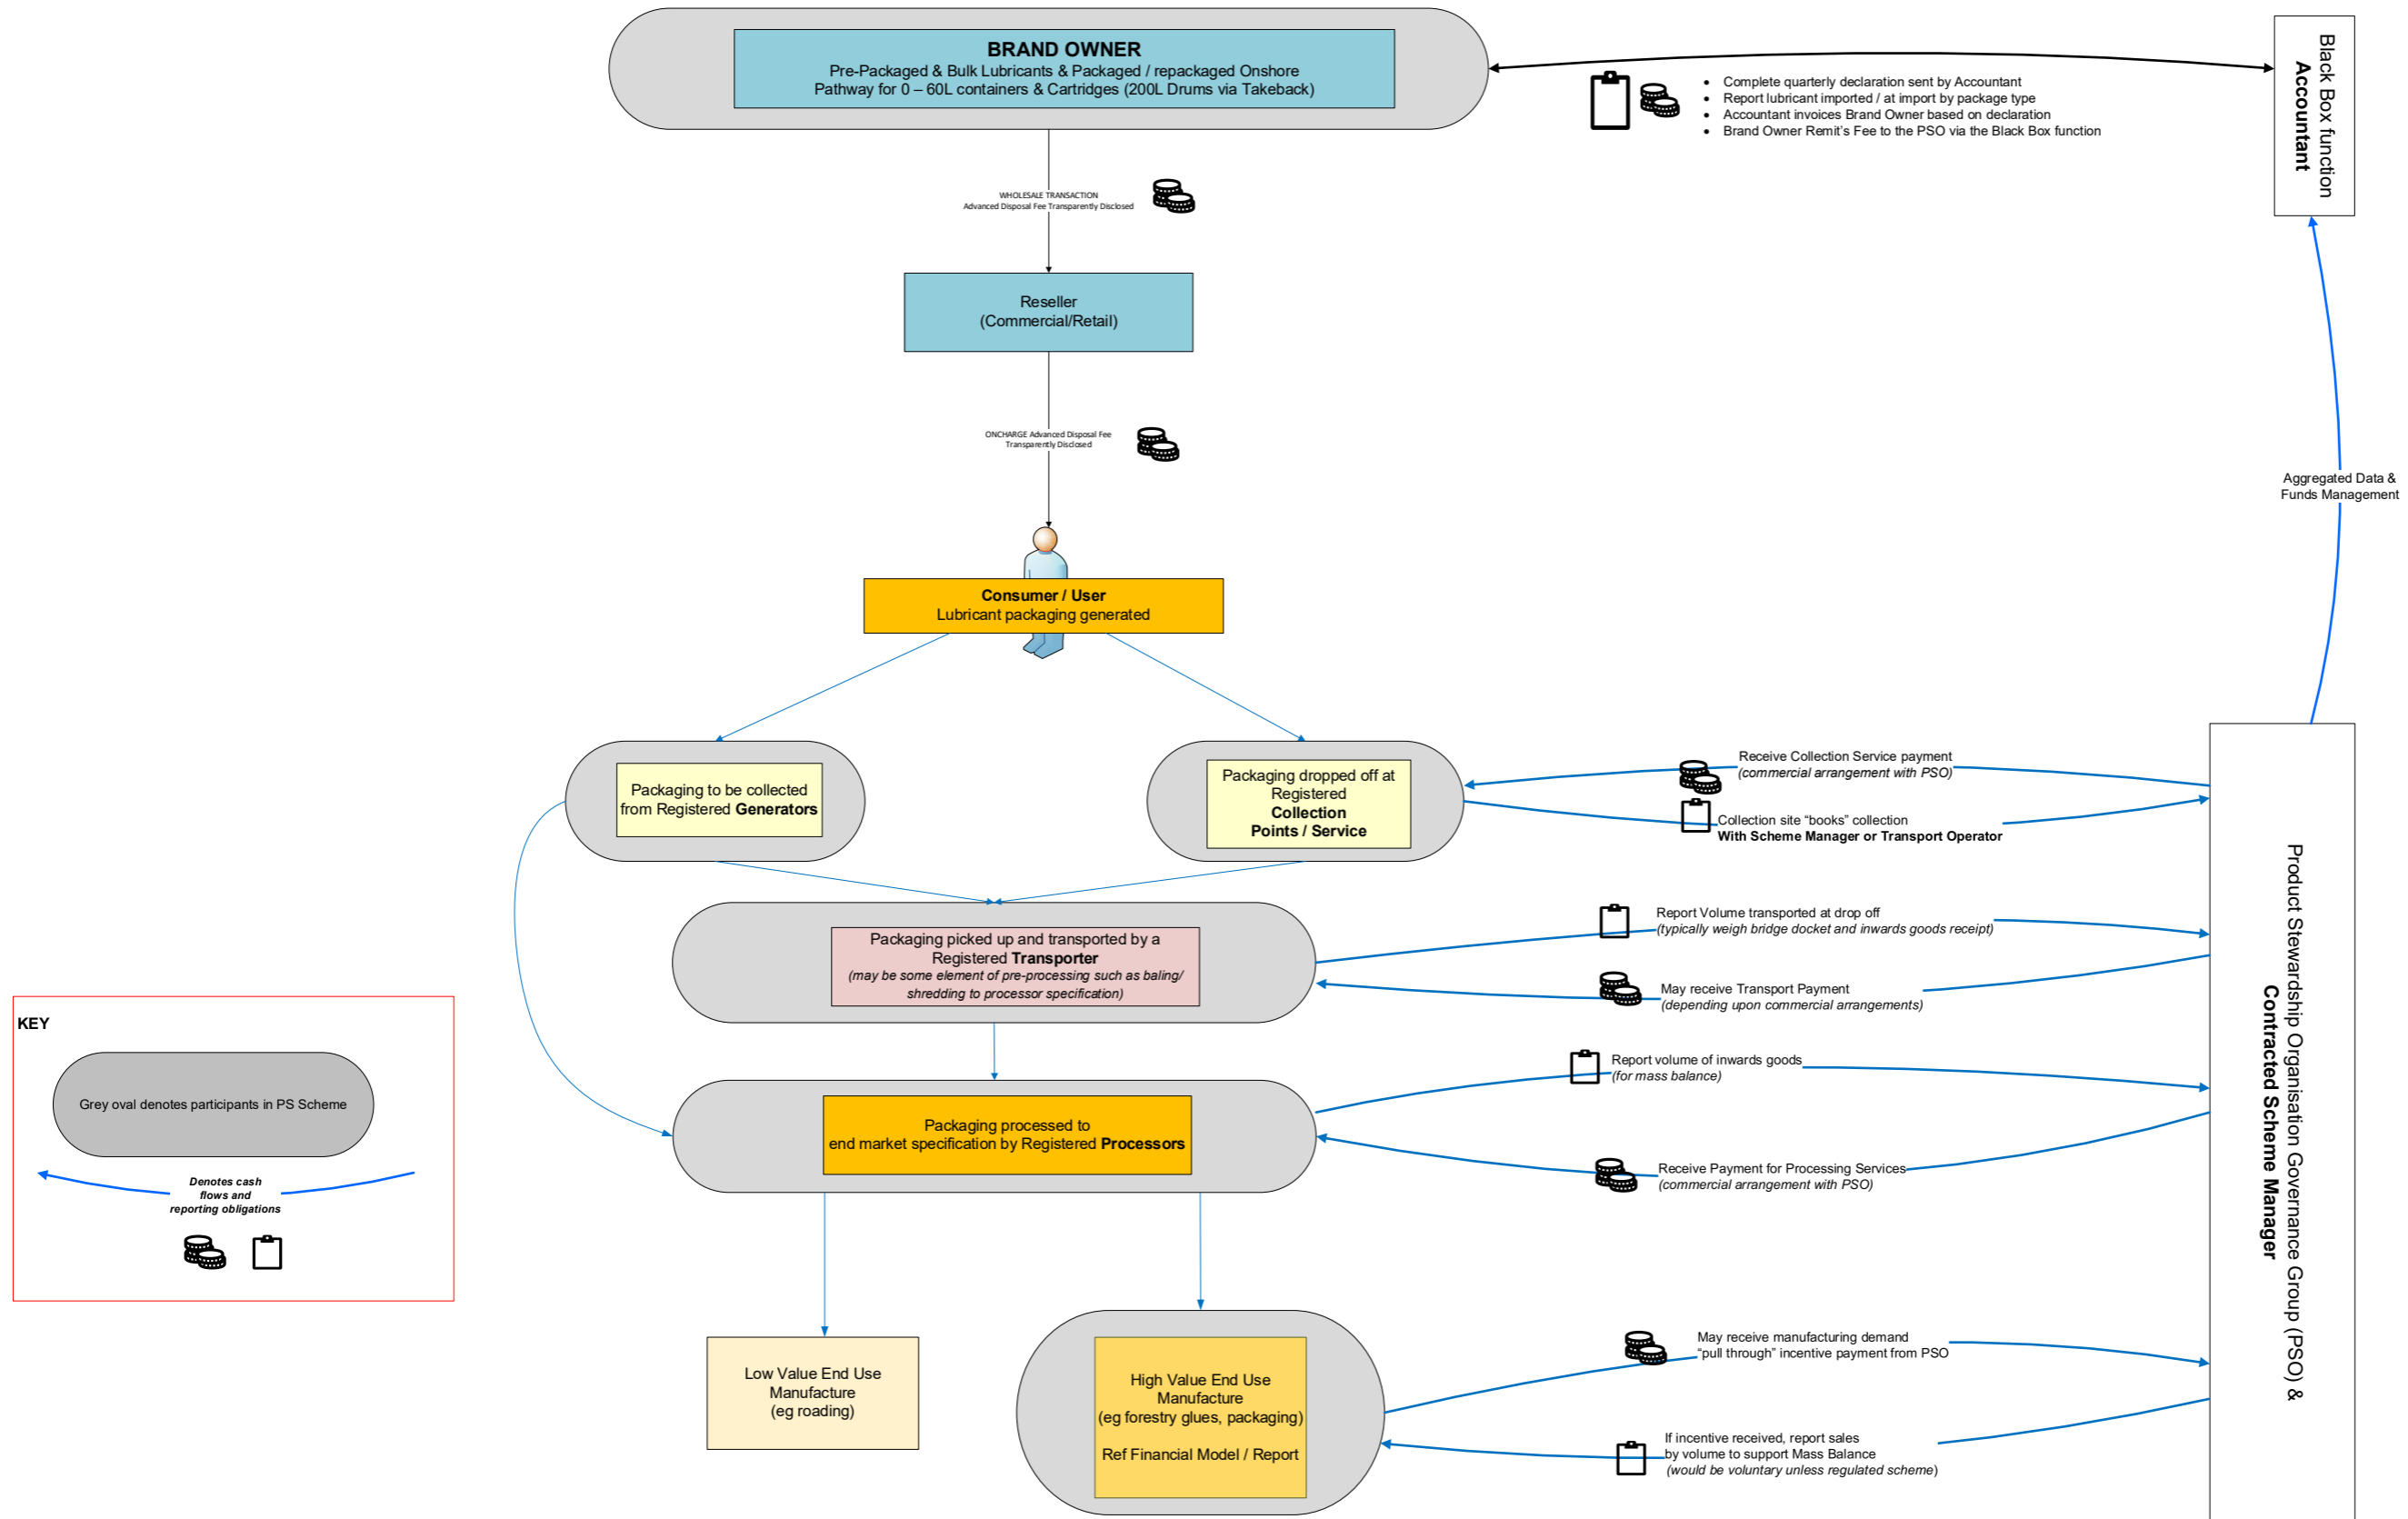 BRAND OWNER
Pre-Packaged & Bulk Lubricants & Packaged / repackaged Onshore
Pathway for 0 – 60L containers & Cartridges (200L Drums via Takeback)
• Complete quarterly declaration sent by Accountant
• Report lubricant imported / at import by package type
• Accountant invoices Brand Owner based on declaration
• Brand Owner Remit's Fee to the PSO via the Black Box function
Black Box function
Accountant
WHOLESALE TRANSACTION
Advanced Disposal Fee Transparently Disclosed
Reseller
(Commercial/Retail)
ONCHARGE Advanced Disposal Fee
Transparently Disclosed
Aggregated Data &
Funds Management
Consumer / User
Lubricant packaging generated
Packaging to be collected
from Registered Generators
Packaging dropped off at
Registered
Collection
Points / Service
Receive Collection Service payment
(commercial arrangement with PSO)
Collection site “books” collection
With Scheme Manager or Transport Operator
Product Stewardship Organisation Governance Group (PSO) &
Contracted Scheme Manager
Packaging picked up and transported by a
Registered Transporter
(may be some element of pre-processing such as baling/
shredding to processor specification)
Report Volume transported at drop off
(typically weigh bridge docket and inwards goods receipt)
May receive Transport Payment
(depending upon commercial arrangements)
KEY
Grey oval denotes participants in PS Scheme
Denotes cash
flows and
reporting obligations
Packaging processed to
end market specification by Registered Processors
Report volume of inwards goods
(for mass balance)
Receive Payment for Processing Services
(commercial arrangement with PSO)
Low Value End Use
Manufacture
(eg roading)
High Value End Use
Manufacture
(eg forestry glues, packaging)
Ref Financial Model / Report
May receive manufacturing demand
“pull through” incentive payment from PSO
If incentive received, report sales
by volume to support Mass Balance
(would be voluntary unless regulated scheme)